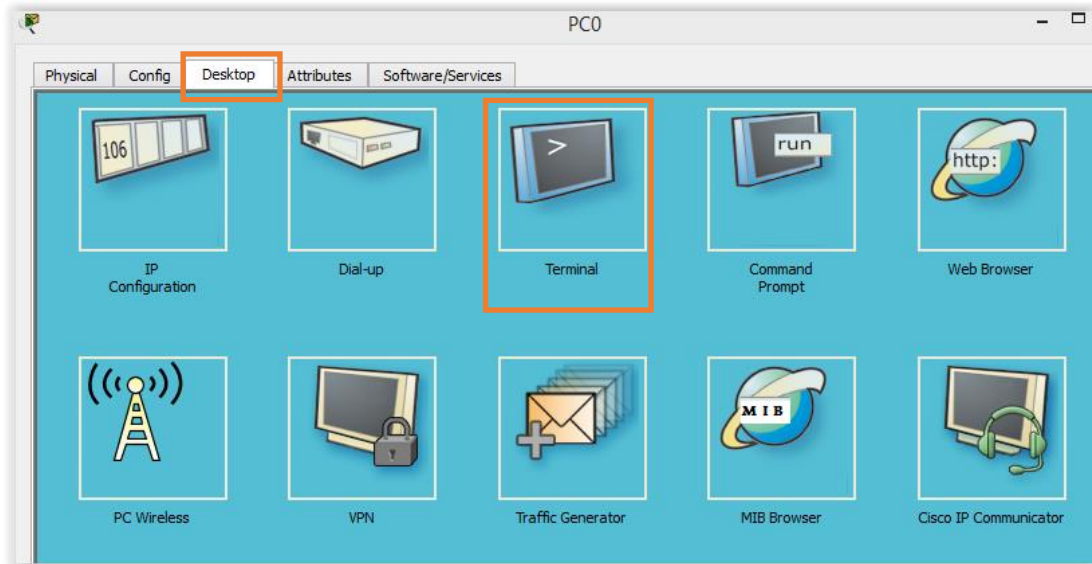 PC0
Physical
Config
Desktop
Attributes
Software/Services
106
>
run
http:
IP
Configuration
Dial-up
Terminal
Command
Prompt
Web Browser
MIB
PC Wireless
VPN
Traffic Generator
MIB Browser
Cisco IP Communicator